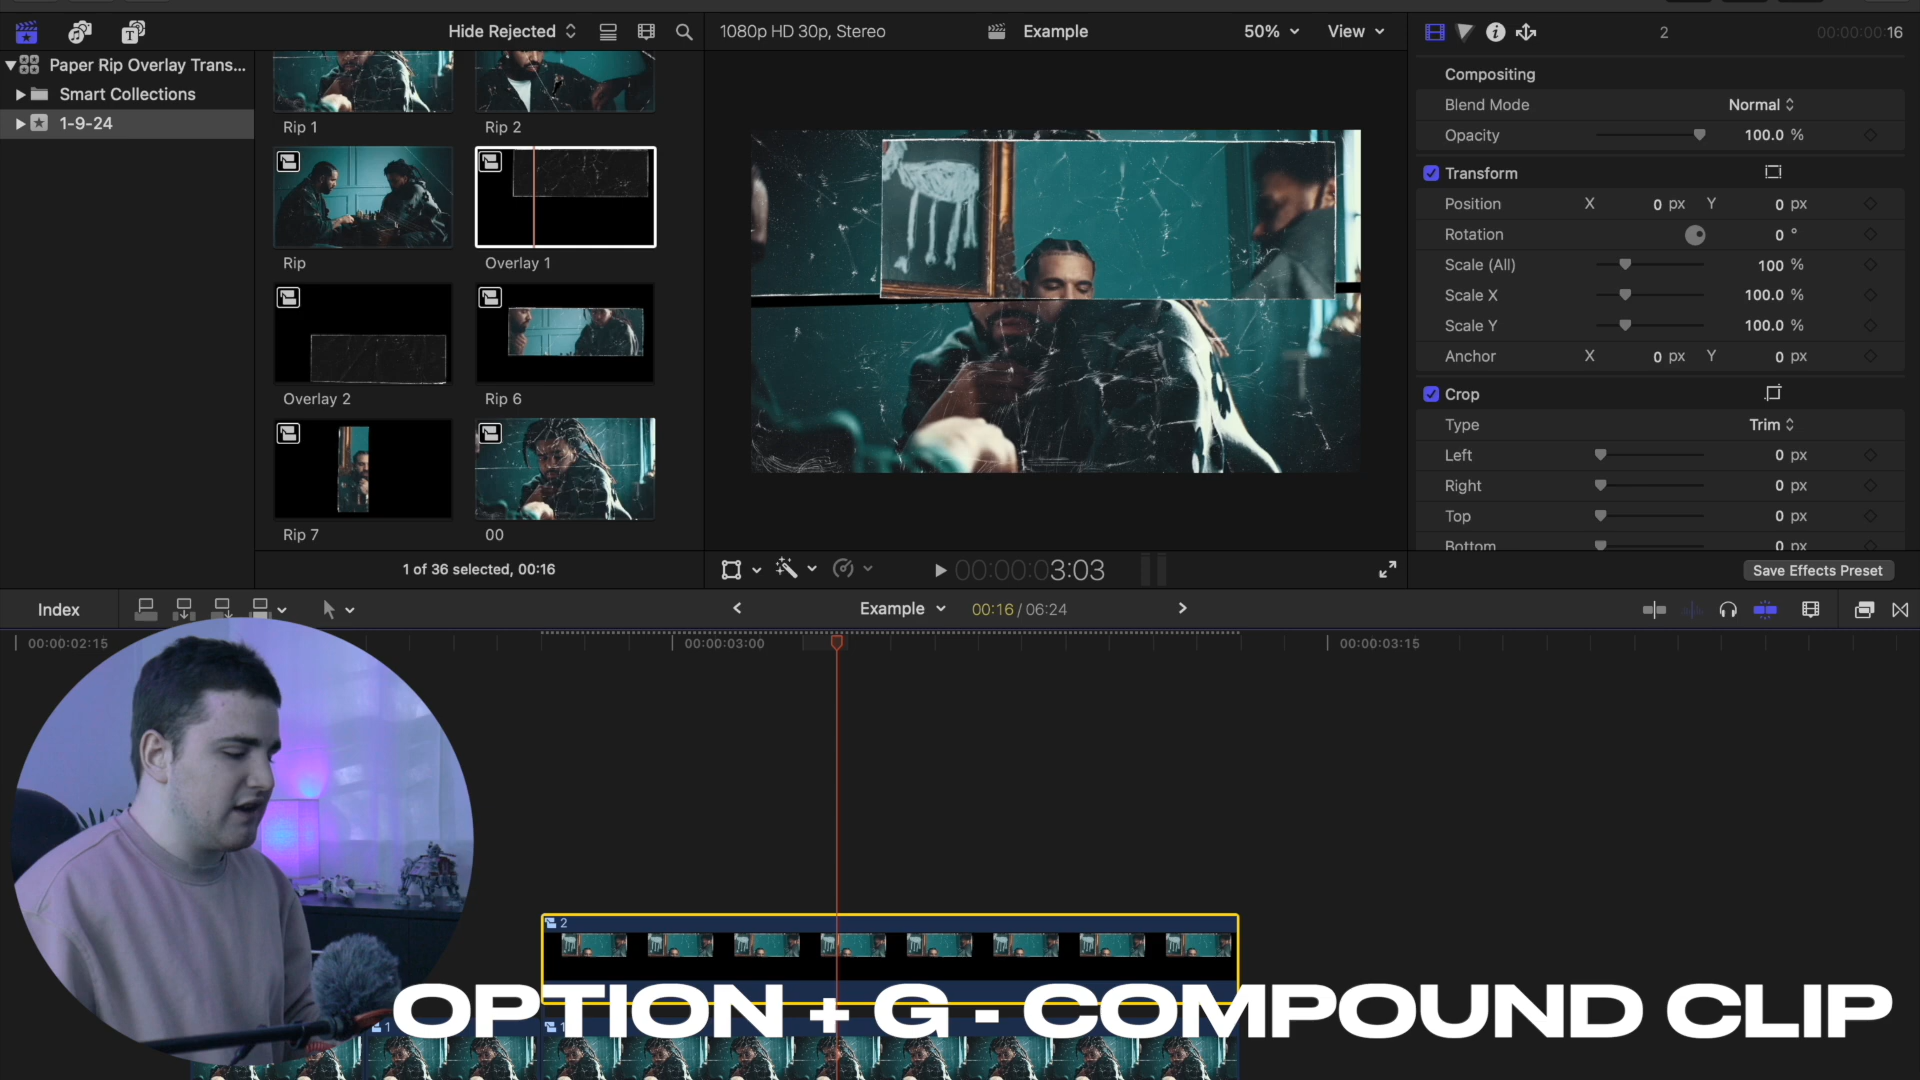 Hide Rejected
1080p HD 30p, Stereo
Example
50%
View
2
00:00:00:16
Paper Rip Overlay Trans...
Smart Collections
1-9-24
Rip 1
Rip 2
Rip
Overlay 1
Overlay 2
Rip 6
Rip 7
00
1 of 36 selected, 00:16
00:00:00:03:03
Compositing
Blend Mode
Normal
Opacity
100.0 %
Transform
Position
X
0 px
Y
0 px
Rotation
0 °
Scale (All)
100 %
Scale X
100.0 %
Scale Y
100.0 %
Anchor
X
0 px
Y
0 px
Crop
Type
Trim
Left
0 px
Right
0 px
Top
0 px
Bottom
0 px
Save Effects Preset
Index
Example
00:16 / 06:24
00:00:02:15
00:00:03:00
00:00:03:15
2
OPTION + G - COMPOUND CLIP
1
1